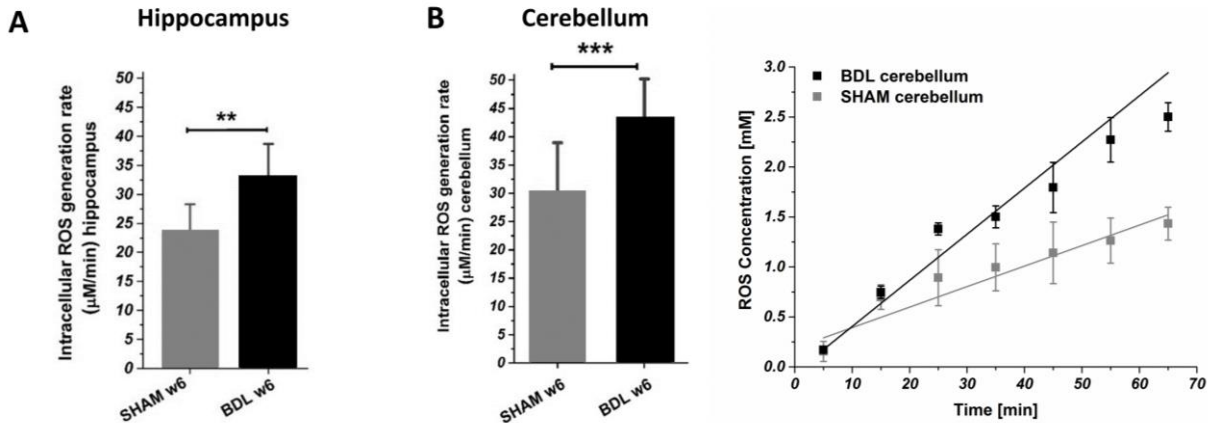 A
Hippocampus
Intracellular ROS generation rate
(µM/min) hippocampus
50
45
40
35
30
25
20
15
10
5
0
**
SHAM w6
BDL w6
B
Cerebellum
Intracellular ROS generation rate
(µM/min) cerebellum
50
45
40
35
30
25
20
15
10
5
0
***
SHAM w6
BDL w6
ROS Concentration [mM]
3.0
2.5
2.0
1.5
1.0
0.5
0.0
BDL cerebellum
SHAM cerebellum
0 10 20 30 40 50 60 70
Time [min]